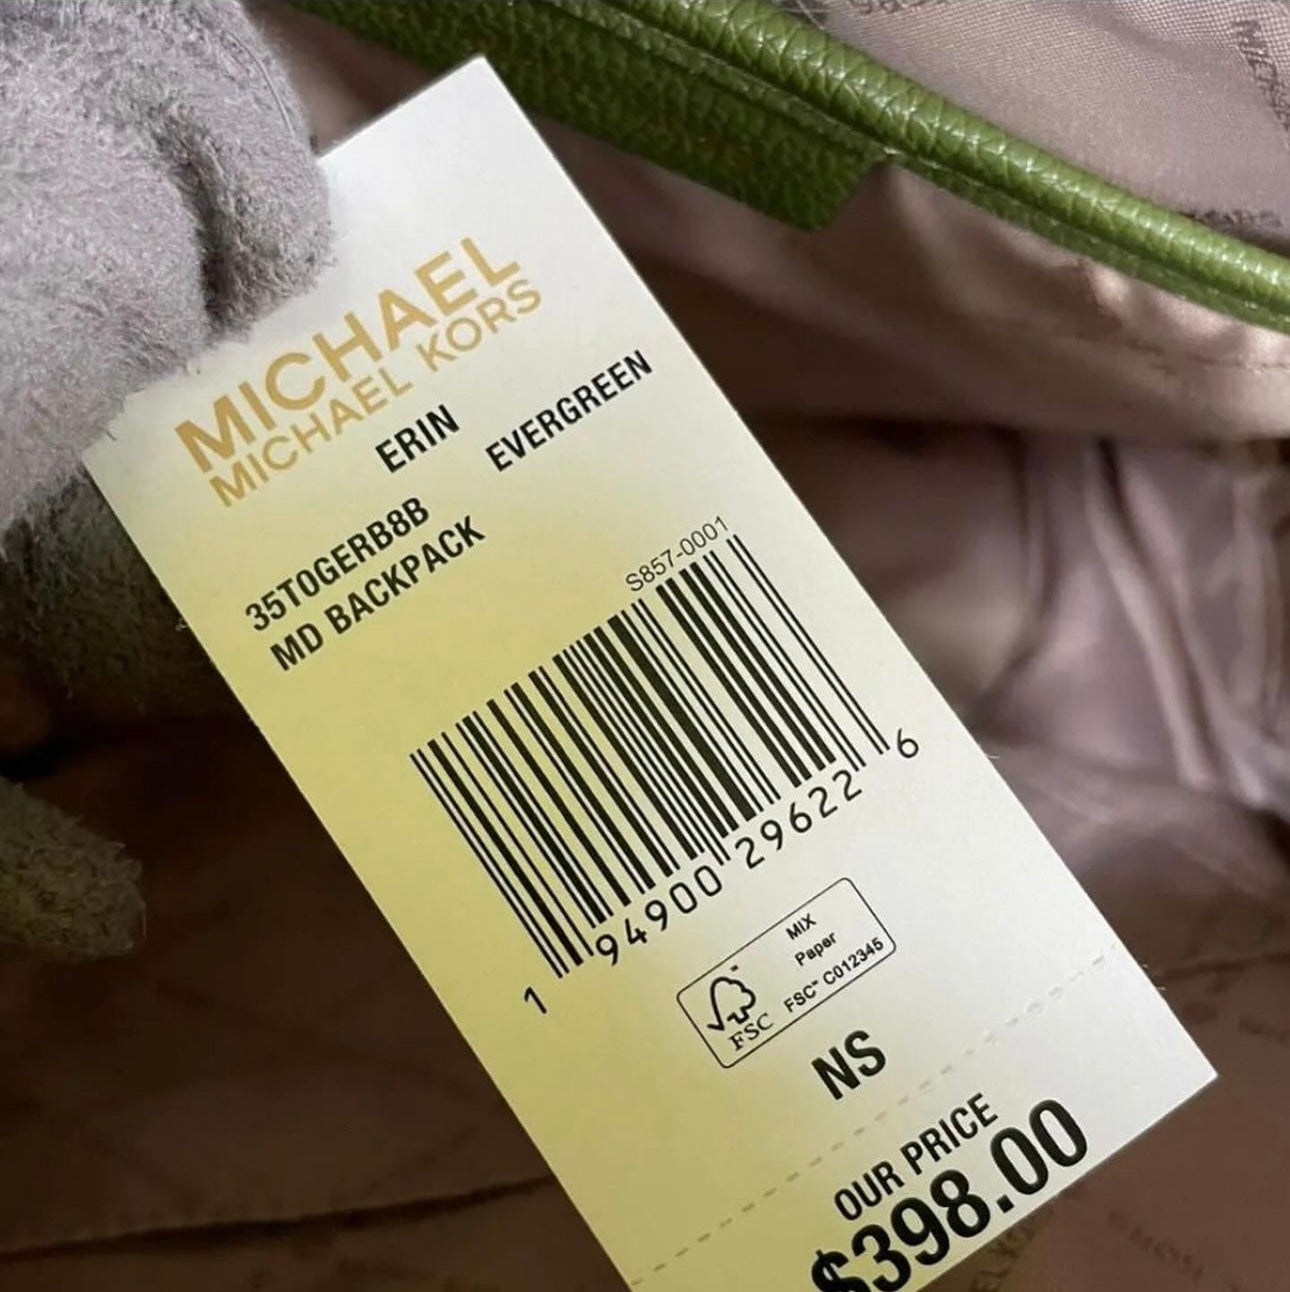 MICHAEL
MICHAEL KORS
ERIN EVERGREEN
35T0GERB8B
MD BACKPACK
S857-0001
1 94900 29622 6
MIX
Paper
FSC™ C012345
FSC
NS
OUR PRICE
$398.00